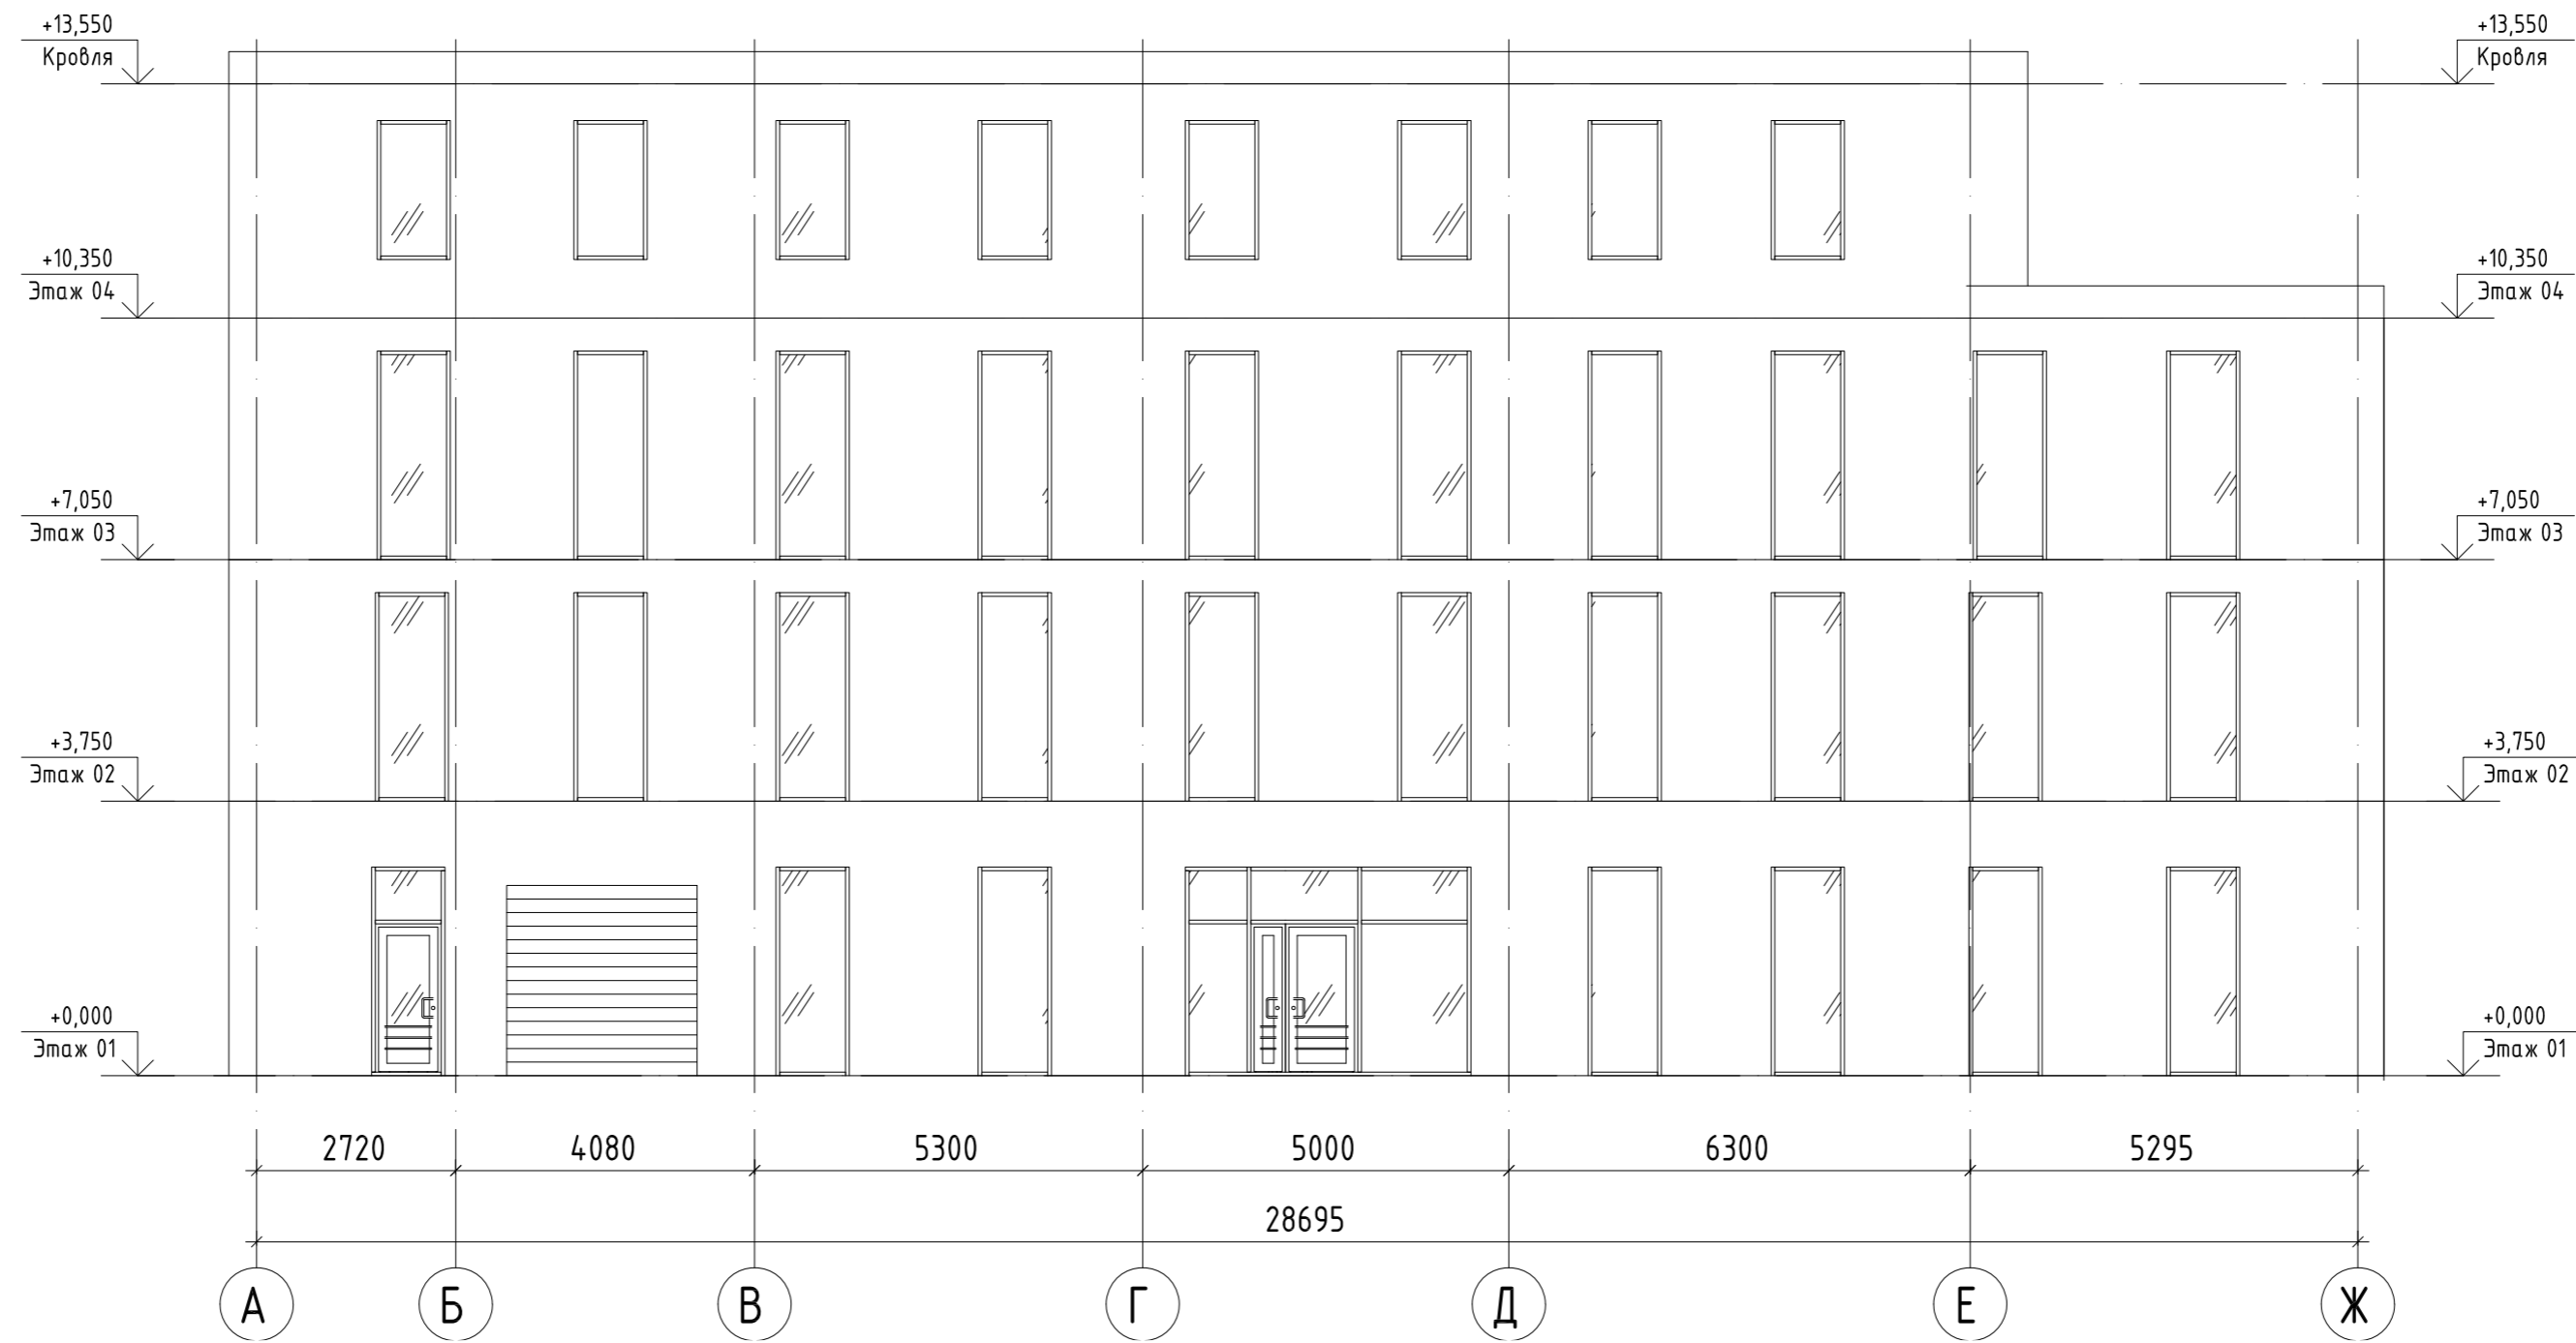 +13,550
Кровля
+13,550
Кровля
+10,350
Этаж 04
+10,350
Этаж 04
+7,050
Этаж 03
+7,050
Этаж 03
+3,750
Этаж 02
+3,750
Этаж 02
+0,000
Этаж 01
+0,000
Этаж 01
2720 4080 5300 5000 6300 5295
28695
А Б В Г Д Е Ж